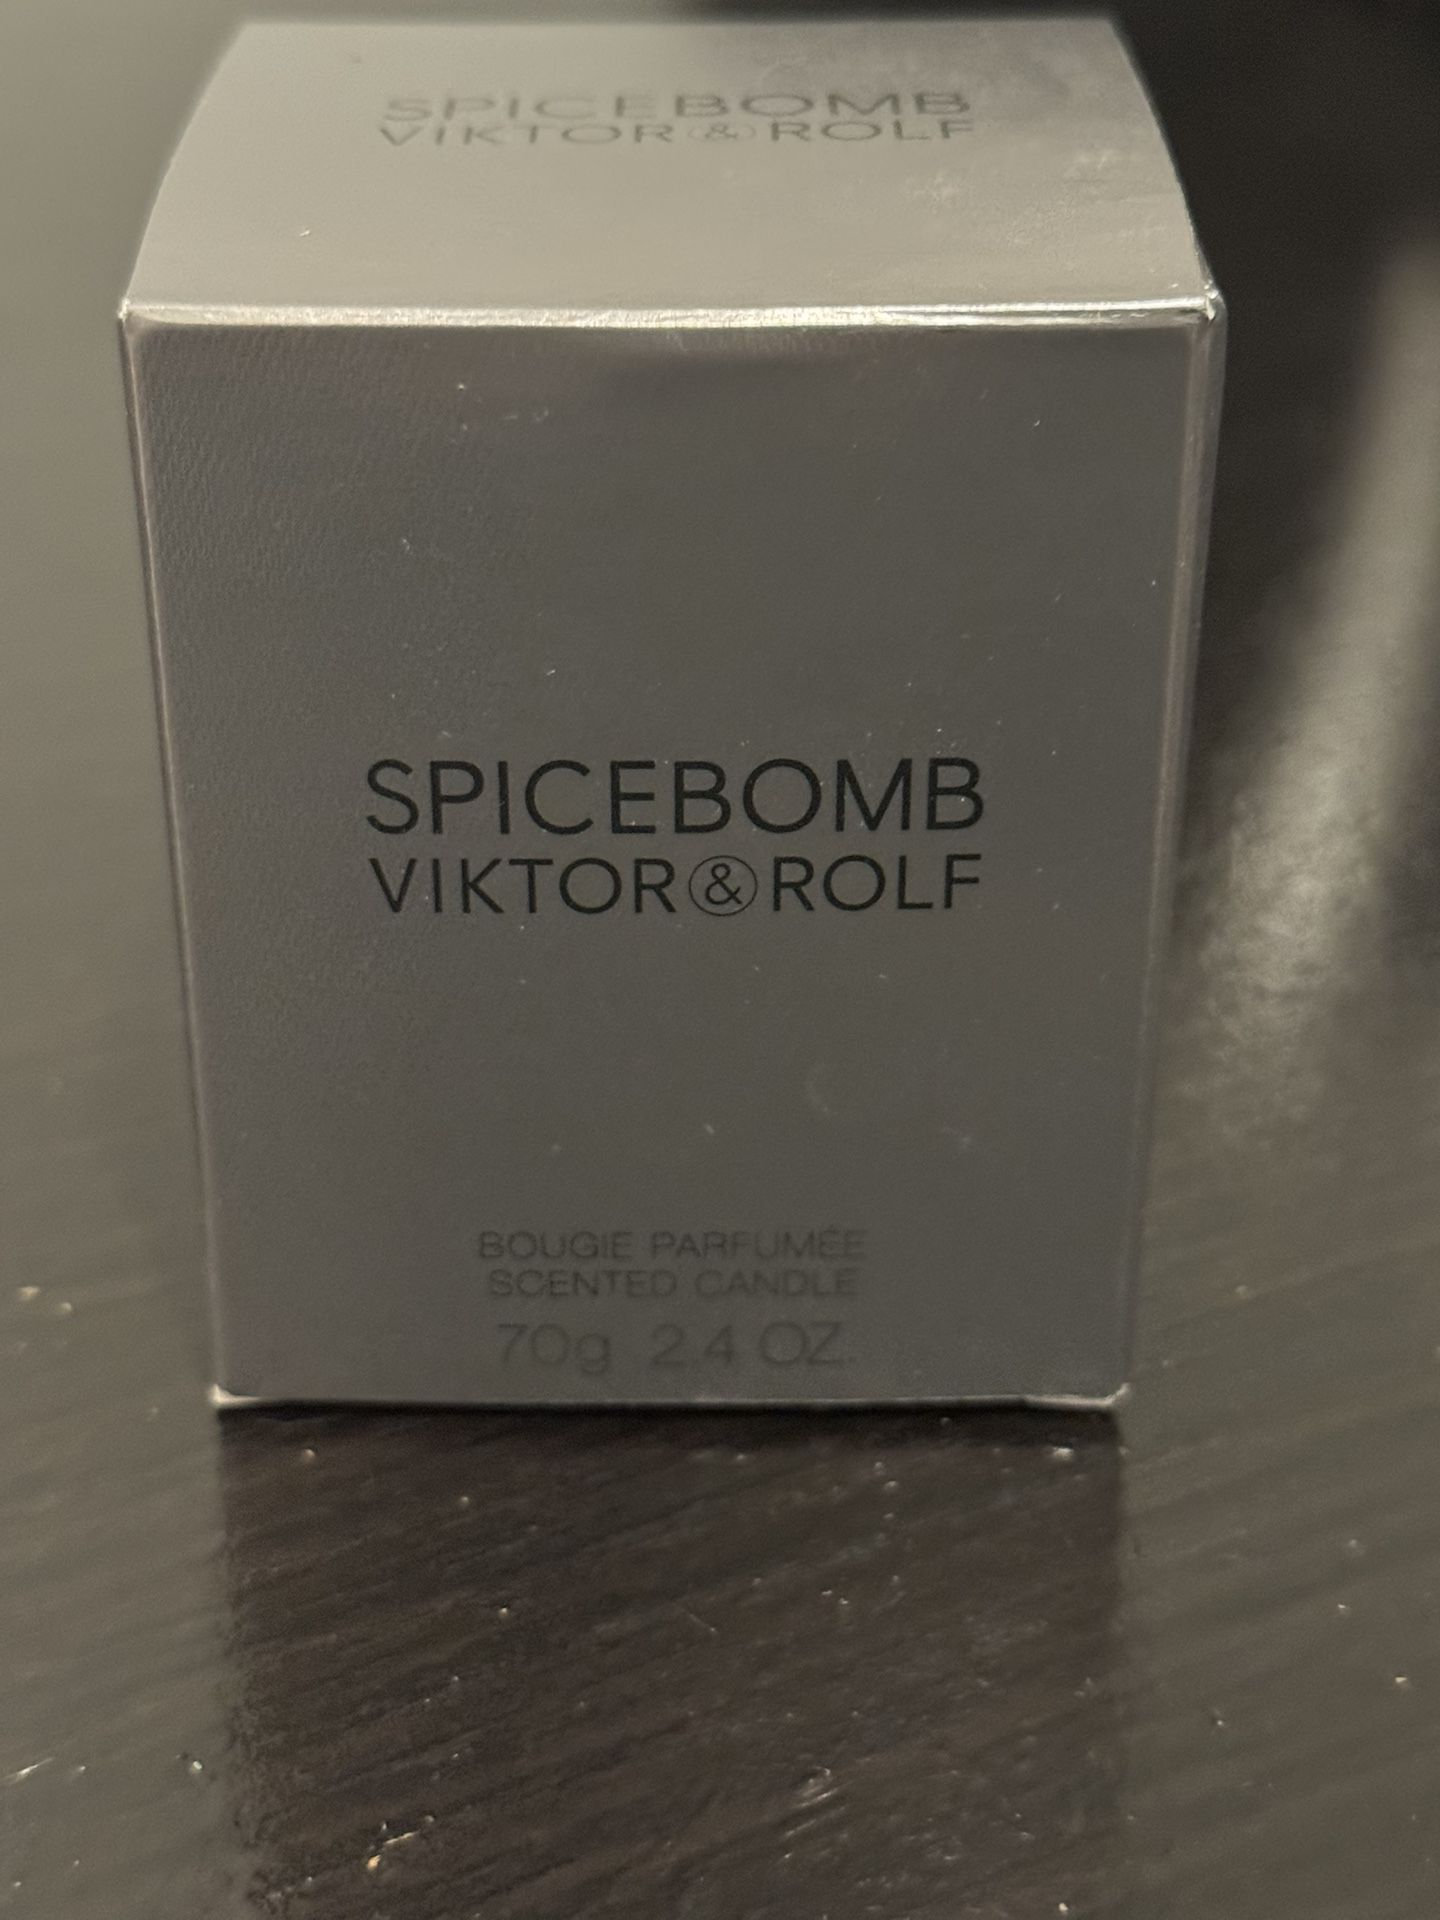 SPICEBOMB
VIKTOR & ROLF
SPICEBOMB
VIKTOR & ROLF
BOUGIE PARFUMÉE
SCENTED CANDLE
70g 2.4 OZ.